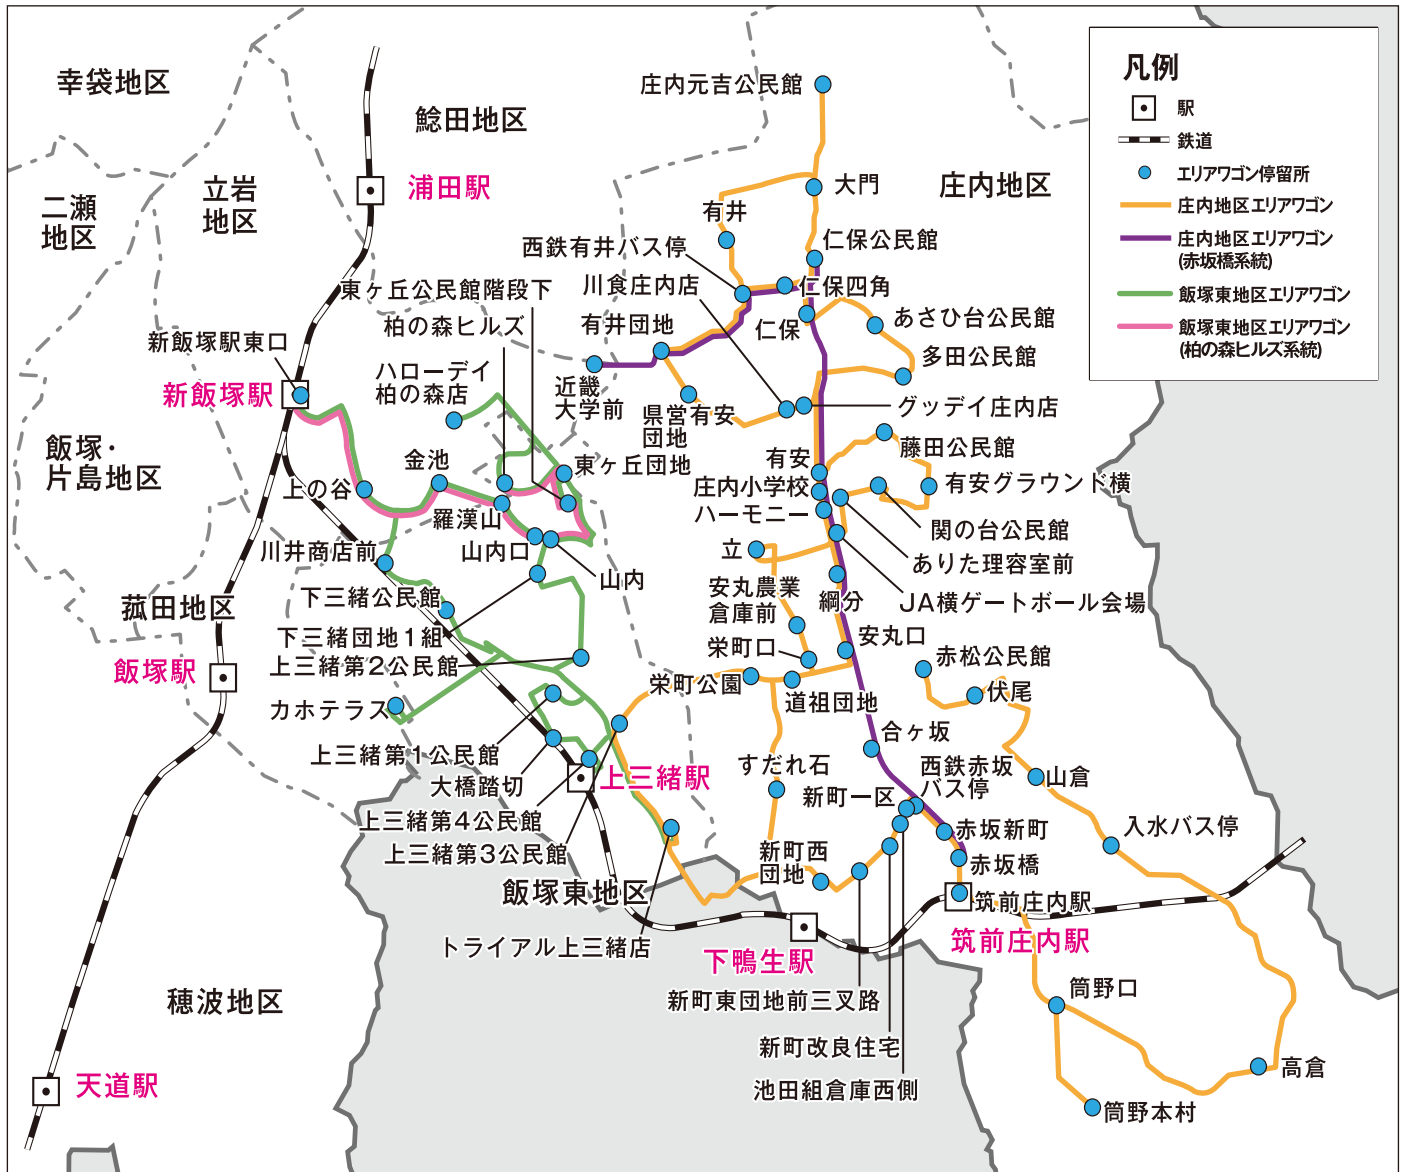 幸袋地区
鯰田地区
二瀬
地区
立岩
地区
浦田駅
庄内元吉公民館
大門
庄内地区
有井
仁保公民館
西鉄有井バス停
川食庄内店
仁保四角
東ヶ丘公民館階段下
柏の森ヒルズ
有井団地
仁保
あさひ台公民館
新飯塚駅東口
多田公民館
ハローデイ
柏の森店
近畿
大学前
新飯塚駅
県営有安
団地
グッデイ庄内店
飯塚・
片島地区
金池
東ヶ丘団地
有安
藤田公民館
上の谷
庄内小学校
有安グラウンド横
羅漢山
ハーモニー
関の台公民館
川井商店前
山内口
立
ありた理容室前
山内
安丸農業
倉庫前
綱分
JA横ゲートボール会場
菰田地区
下三緒公民館
下三緒団地1組
安丸口
栄町口
赤松公民館
飯塚駅
上三緒第2公民館
栄町公園
伏尾
カホテラス
道祖団地
合ヶ坂
上三緒第1公民館
大橋踏切
上三緒駅
すだれ石
西鉄赤坂
バス停
山倉
新町一区
上三緒第4公民館
赤坂新町
入水バス停
上三緒第3公民館
新町西
団地
赤坂橋
飯塚東地区
筑前庄内駅
トライアル上三緒店
下鴨生駅
筑前庄内駅
穂波地区
新町東団地前三叉路
筒野口
新町改良住宅
天道駅
池田組倉庫西側
高倉
筒野本村
凡例
駅
鉄道
エリアワゴン停留所
庄内地区エリアワゴン
庄内地区エリアワゴン
(赤坂橋系統)
飯塚東地区エリアワゴン
飯塚東地区エリアワゴン
(柏の森ヒルズ系統)